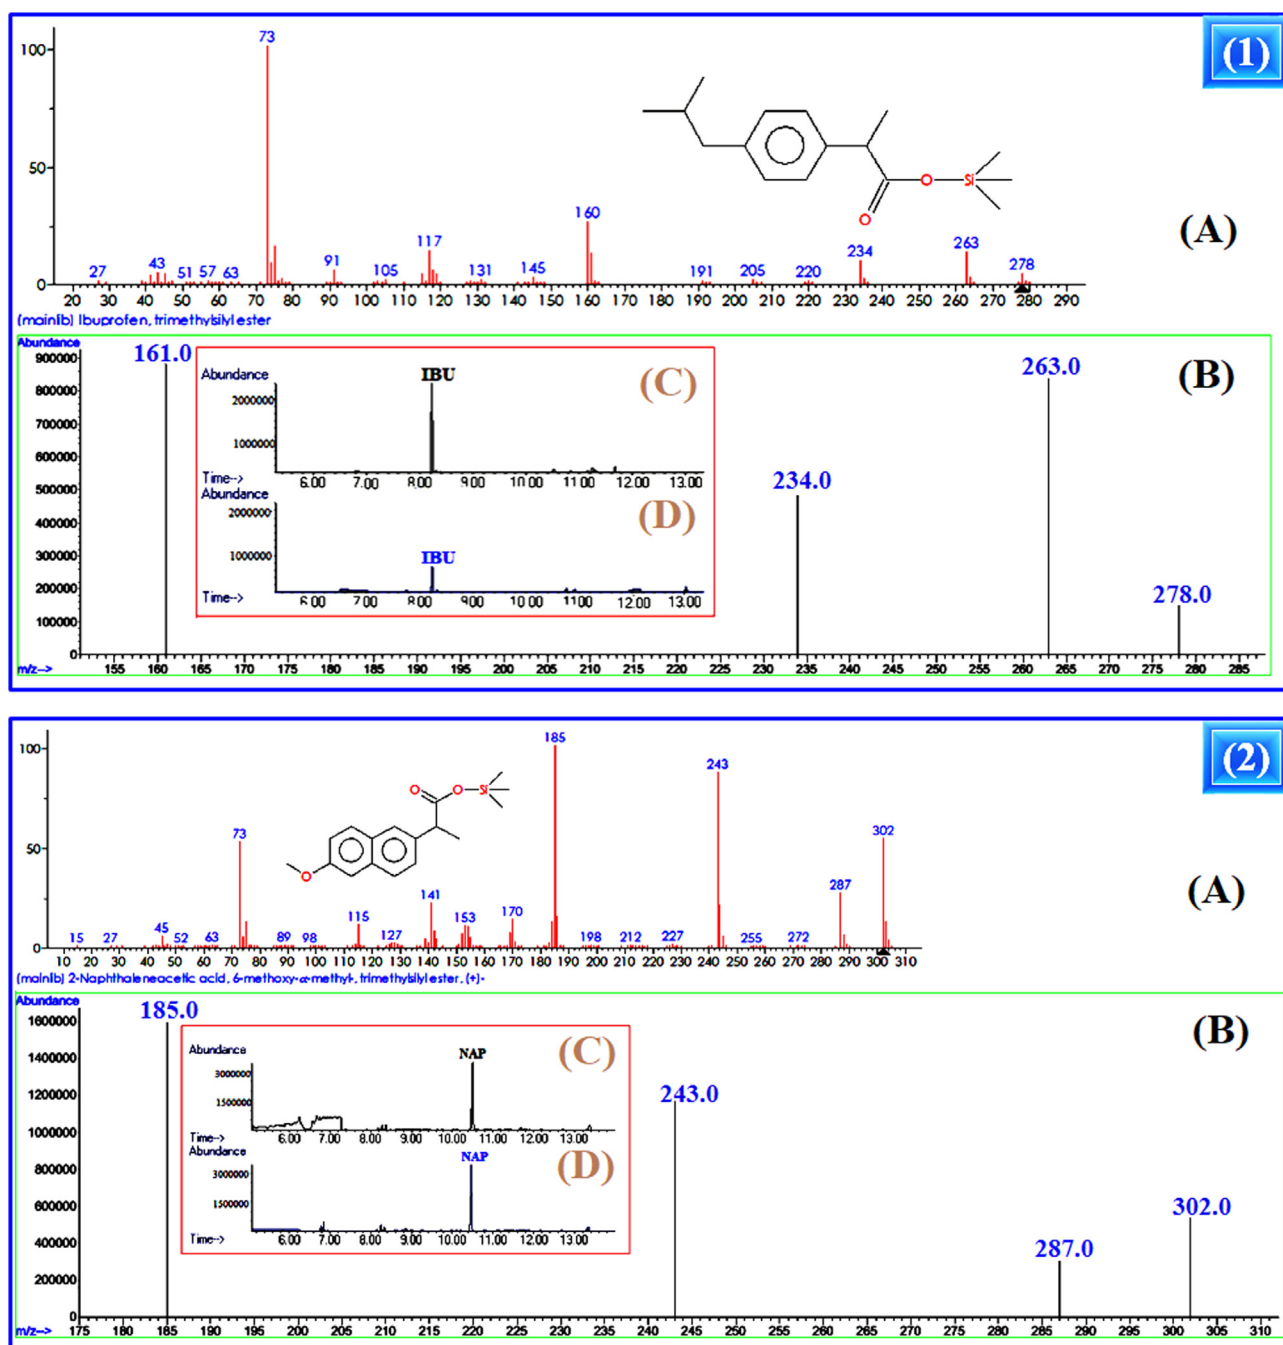 (1)
100
73
50
160
(A)
117
263
234
91
43
278
27
51
57
63
105
131
145
191
205
220
0
20 30 40 50 60 70 80 90 100 110 120 130 140 150 160 170 180 190 200 210 220 230 240 250 260 270 280 290
(mainlib) Ibuprofen, trimethylsilyl ester
O
Si
O
Abundance
900000
161.0
263.0
(B)
800000
700000
600000
500000
234.0
400000
300000
200000
278.0
100000
0
m/z-->
155 160 165 170 175 180 185 190 195 200 205 210 215 220 225 230 235 240 245 250 255 260 265 270 275 280 285
Abundance
IBU
(C)
2000000
1000000
Time-->
6.00 7.00 8.00 9.00 10.00 11.00 12.00 13.00
Abundance
(D)
2000000
1000000
IBU
Time-->
6.00 7.00 8.00 9.00 10.00 11.00 12.00 13.00
(2)
100
185
243
O
O
Si
O
73
302
50
287
(A)
141
115
153
170
45
15
27
52
63
89
98
127
198
212
227
255
272
0
10 20 30 40 50 60 70 80 90 100 110 120 130 140 150 160 170 180 190 200 210 220 230 240 250 260 270 280 290 300 310
(mainlib) 2-Naphthaleneacetic acid, 6-methoxy-α-methyl-, trimethylsilyl ester, (+)-
Abundance
1600000
185.0
(B)
1400000
1200000
243.0
1000000
800000
600000
302.0
400000
287.0
200000
0
m/z-->
175 180 185 190 195 200 205 210 215 220 225 230 235 240 245 250 255 260 265 270 275 280 285 290 295 300 305 310
Abundance
NAP
(C)
3000000
1500000
Time-->
6.00 7.00 8.00 9.00 10.00 11.00 12.00 13.00
Abundance
NAP
(D)
3000000
1500000
Time-->
6.00 7.00 8.00 9.00 10.00 11.00 12.00 13.00